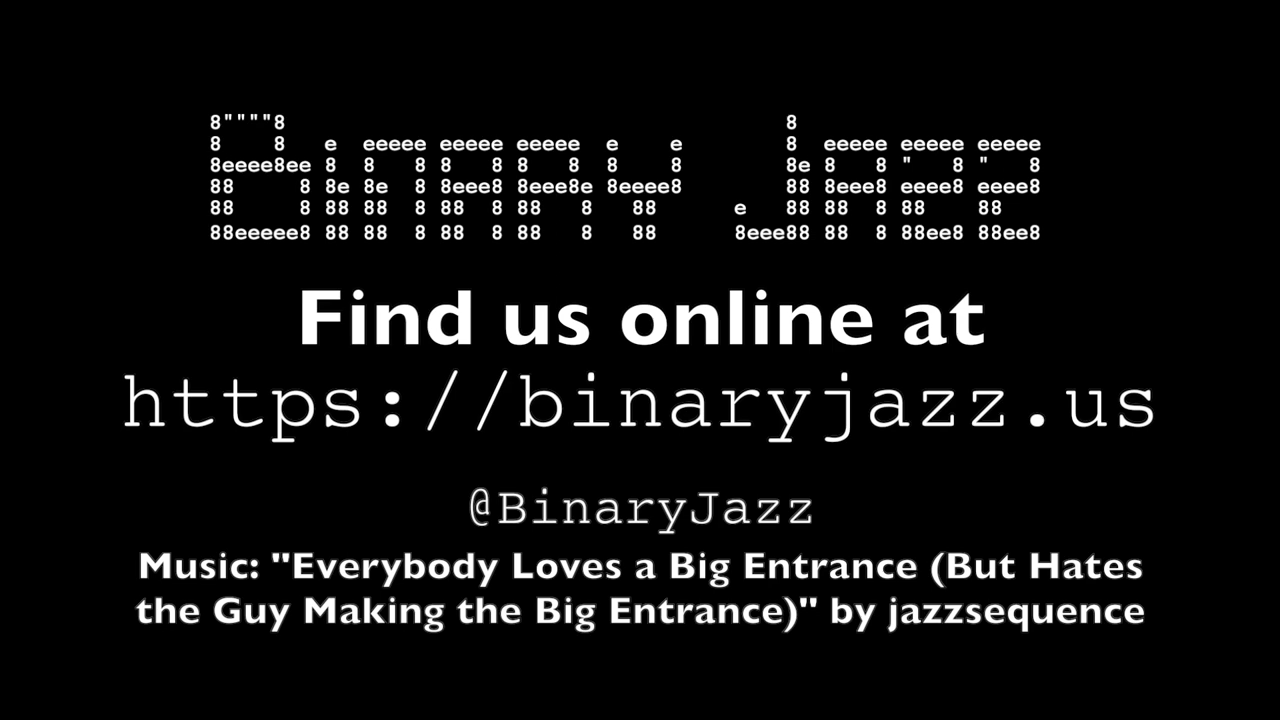 Binary Jazz
Find us online at
https://binaryjazz.us
@BinaryJazz
Music: "Everybody Loves a Big Entrance (But Hates
the Guy Making the Big Entrance)" by jazzsequence